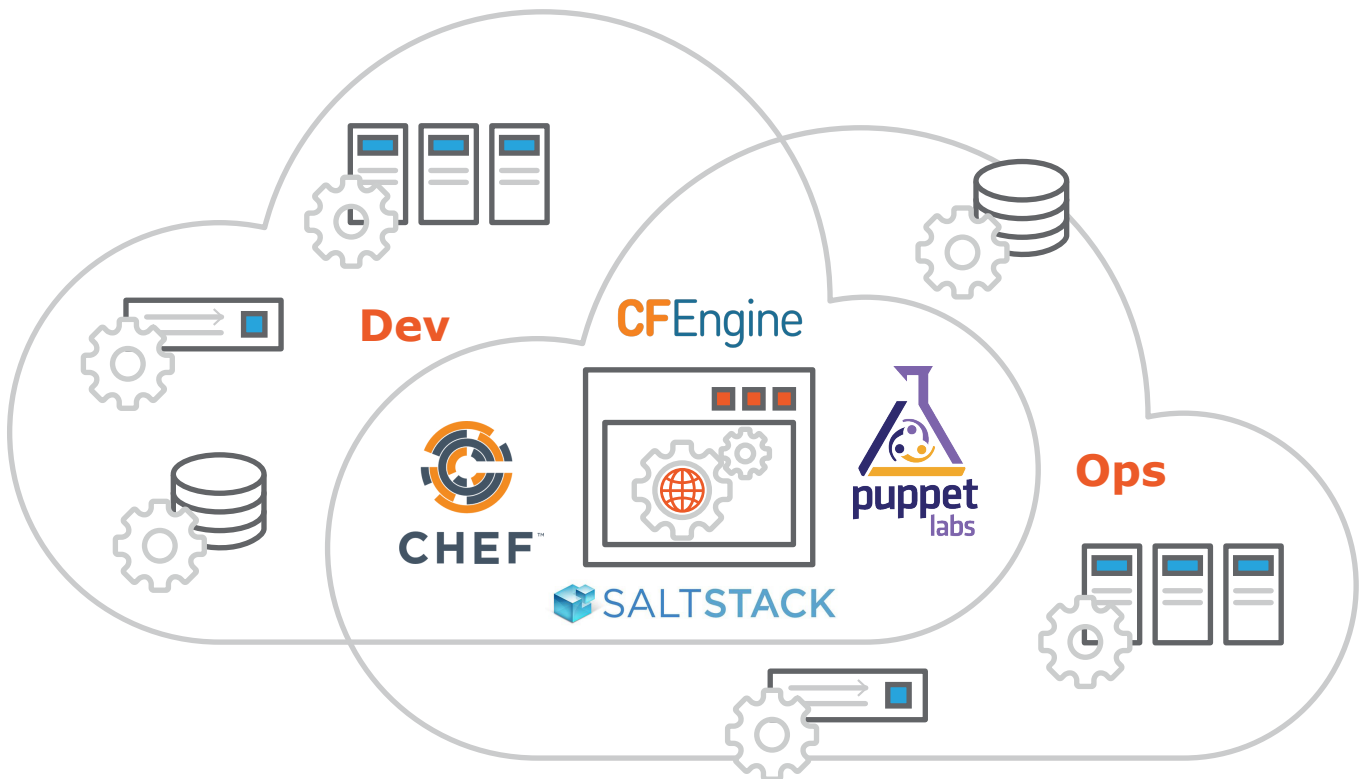 Dev
CFEngine
CHEF™
puppet
labs
Ops
SALTSTACK